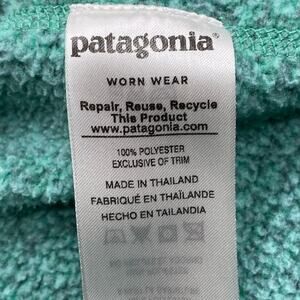 patagonia®
WORN WEAR
Repair, Reuse, Recycle
This Product
www.patagonia.com
100% POLYESTER
EXCLUSIVE OF TRIM
MADE IN THAILAND
FABRIQUÉ EN THAÏLANDE
HECHO EN TAILANDIA